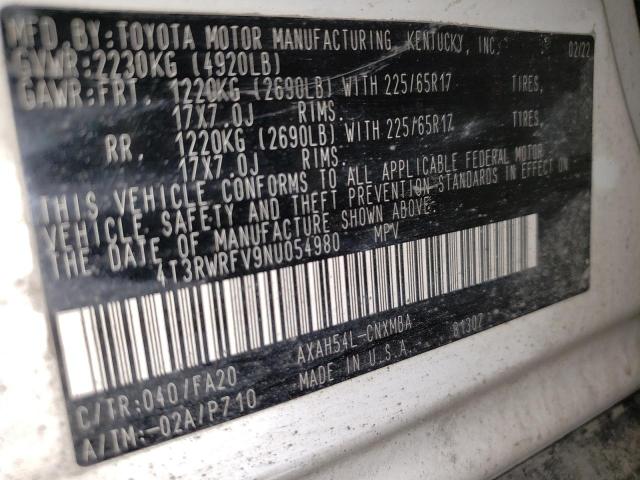 MFD.BY:TOYOTA MOTOR MANUFACTURING, KENTUCKY, INC. 02/22
GVWR:2230KG (4920LB)
GAWR:FRT. 1220KG (2690LB) WITH 225/65R17 TIRES,
17X7.0J RIMS.
RR. 1220KG (2690LB) WITH 225/65R17 TIRES,
17X7.0J RIMS.
THIS VEHICLE CONFORMS TO ALL APPLICABLE FEDERAL MOTOR
VEHICLE SAFETY AND THEFT PREVENTION STANDARDS IN EFFECT ON
THE DATE OF MANUFACTURE SHOWN ABOVE.
4T3RWRFV9NU054980 MPV
C/TR:040/FA20 AXAH54L-CNXMBA 81307
A/TM:-02A/P710 MADE IN U.S.A.